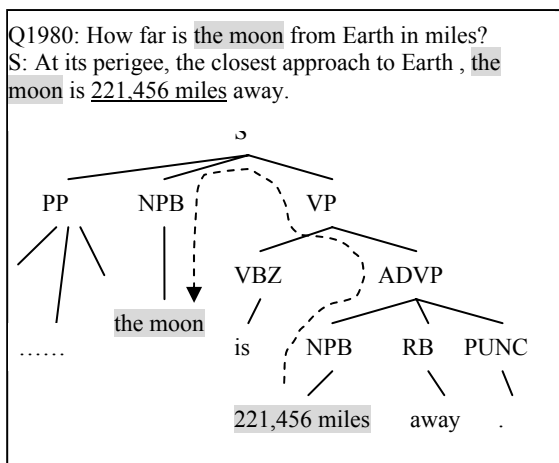 Q1980: How far is the moon from Earth in miles?
S: At its perigee, the closest approach to Earth , the
moon is 221,456 miles away.
S
PP NPB VP
VBZ ADVP
the moon
...... is NPB RB PUNC
221,456 miles away .